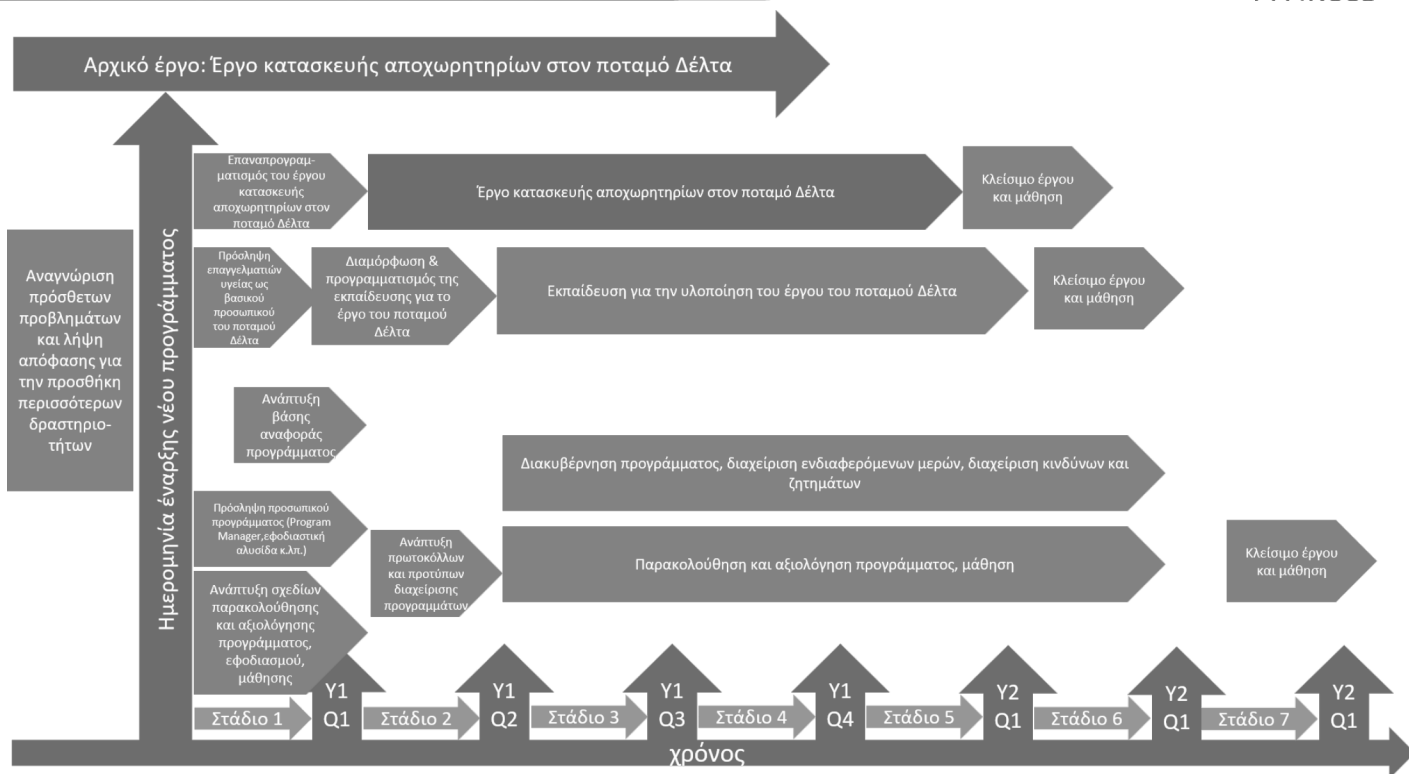 Αρχικό έργο: Έργο κατασκευής αποχωρητηρίων στον ποταμό Δέλτα
Αναγνώριση
πρόσθετων
προβλημάτων
και λήψη
απόφασης για
την προσθήκη
περισσότερων
δραστηριο-
τήτων
Ημερομηνία έναρξης νέου προγράμματος
Επαναπρογραμ-
ματισμός του έργου
κατασκευής
αποχωρητηρίων στον
ποταμό Δέλτα
Έργο κατασκευής αποχωρητηρίων στον ποταμό Δέλτα
Κλείσιμο έργου
και μάθηση
Πρόσληψη
επαγγελματιών
υγείας ως
βασικού
προσωπικού
του ποταμού
Δέλτα
Διαμόρφωση &
προγραμματισμός της
εκπαίδευσης για το
έργο του ποταμού
Δέλτα
Εκπαίδευση για την υλοποίηση του έργου του ποταμού Δέλτα
Κλείσιμο έργου
και μάθηση
Ανάπτυξη
βάσης
αναφοράς
προγράμματος
Διακυβέρνηση προγράμματος, διαχείριση ενδιαφερόμενων μερών, διαχείριση κινδύνων και
ζητημάτων
Πρόσληψη προσωπικού
προγράμματος (Program
Manager,εφοδιαστική
αλυσίδα κ.λπ.)
Ανάπτυξη
πρωτοκόλλων
και προτύπων
διαχείρισης
προγραμμάτων
Παρακολούθηση και αξιολόγηση προγράμματος, μάθηση
Κλείσιμο έργου
και μάθηση
Ανάπτυξη σχεδίων
παρακολούθησης
και αξιολόγησης
προγράμματος,
εφοδιασμού,
μάθησης
Στάδιο 1
Y1
Q1
Στάδιο 2
Y1
Q2
Στάδιο 3
Y1
Q3
Στάδιο 4
Y1
Q4
Στάδιο 5
Y2
Q1
Στάδιο 6
Y2
Q1
Στάδιο 7
Y2
Q1
χρόνος